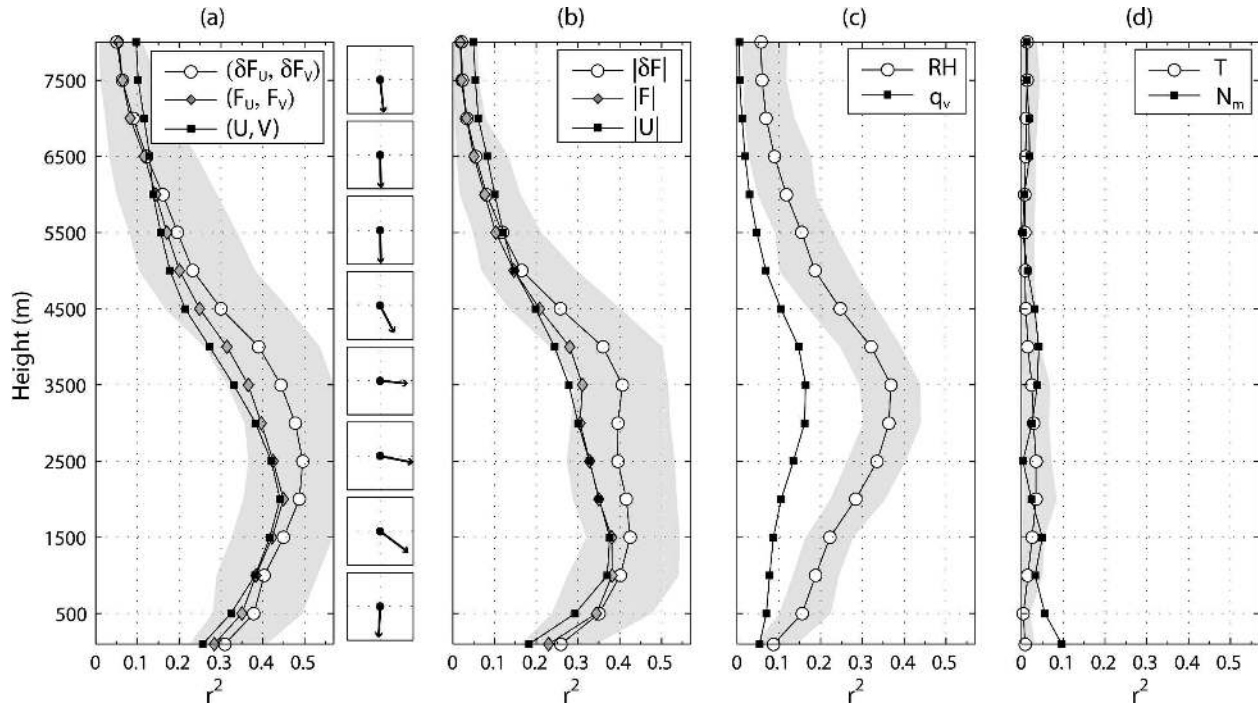 (a) (b) (c) (d)
(δF_U, δF_V)
(F_U, F_V)
(U, V)
|δF|
|F|
|U|
RH
q_v
T
N_m
Height (m)
7500
6500
5500
4500
3500
2500
1500
500
0 0.1 0.2 0.3 0.4 0.5
0 0.1 0.2 0.3 0.4 0.5
0 0.1 0.2 0.3 0.4 0.5
0 0.1 0.2 0.3 0.4 0.5
r² r² r² r²